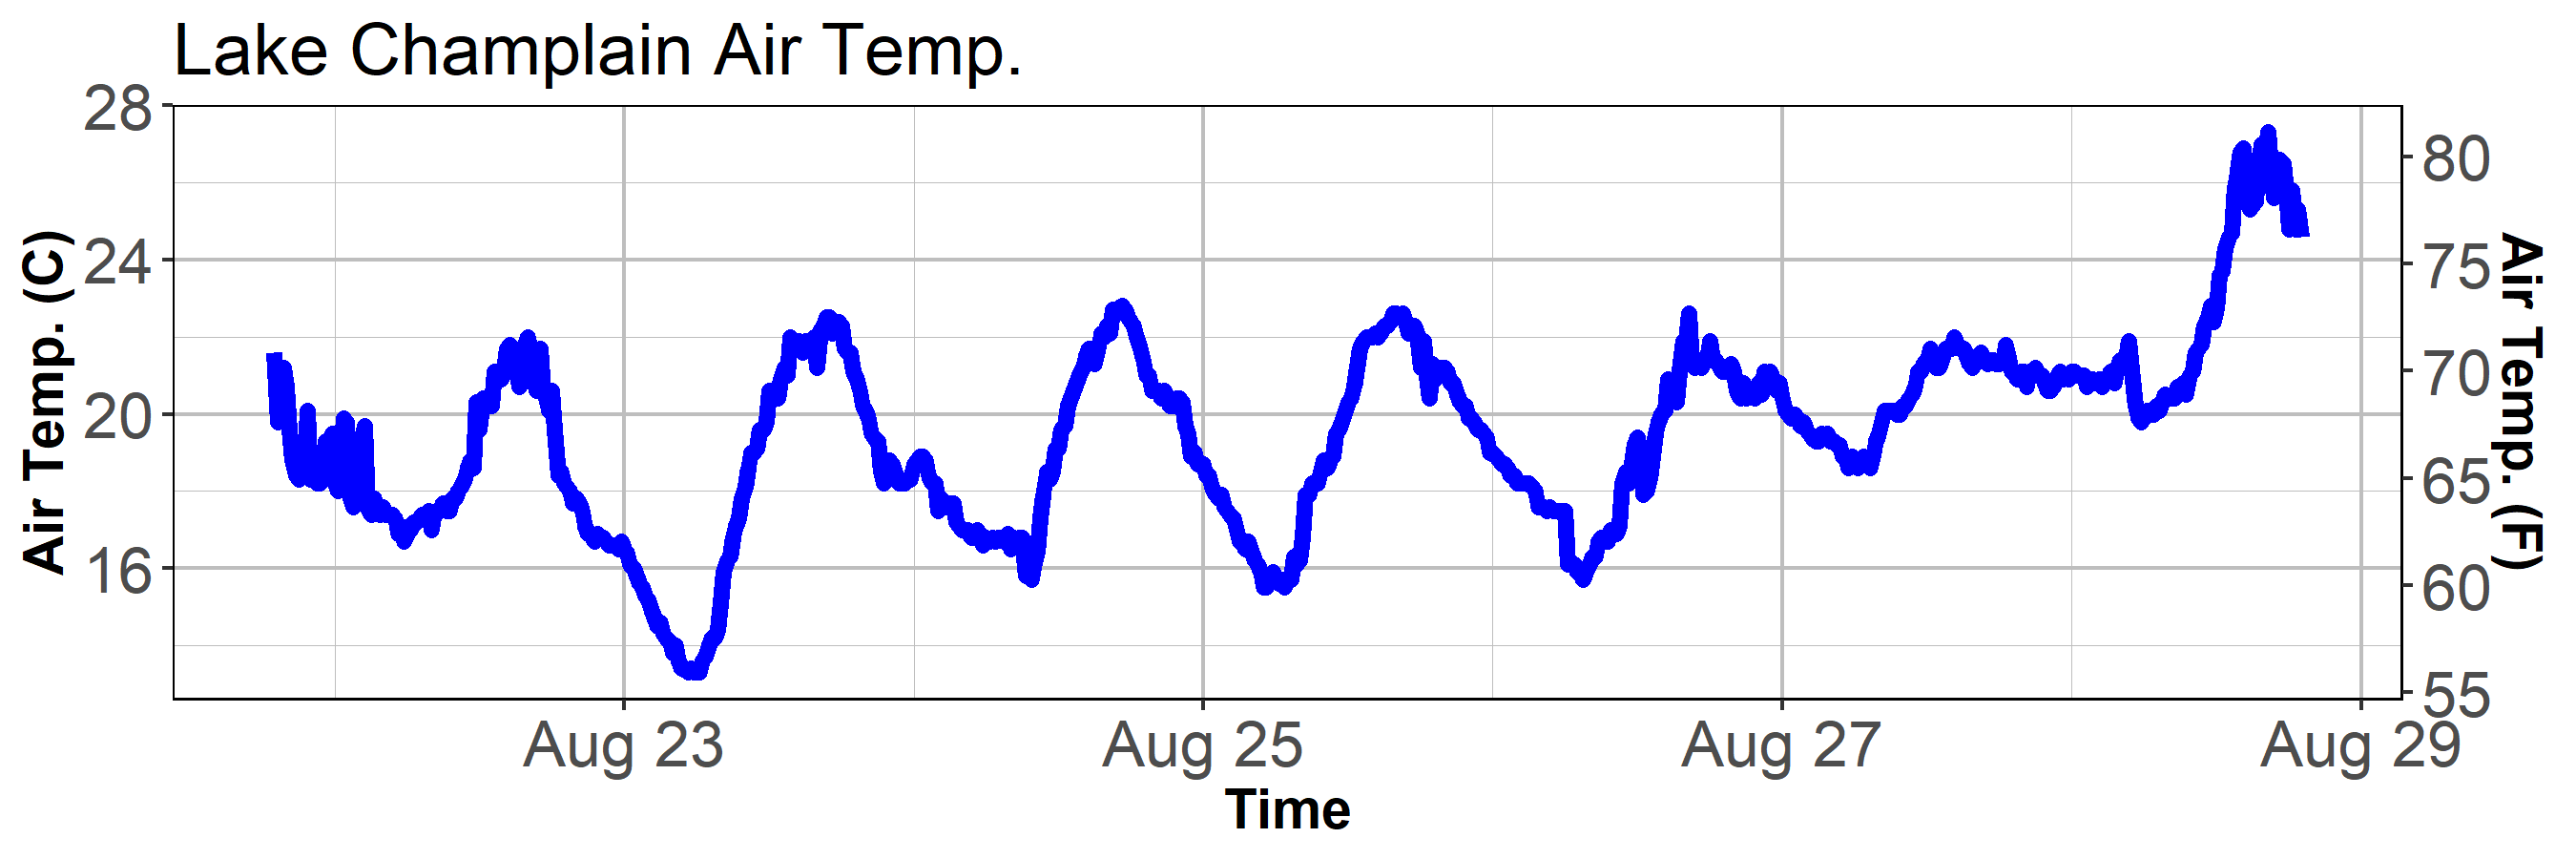 Lake Champlain Air Temp.
28
24
20
16
Air Temp. (C)
80
75
70
65
60
55
Air Temp. (F)
Aug 23 Aug 25 Aug 27 Aug 29
Time